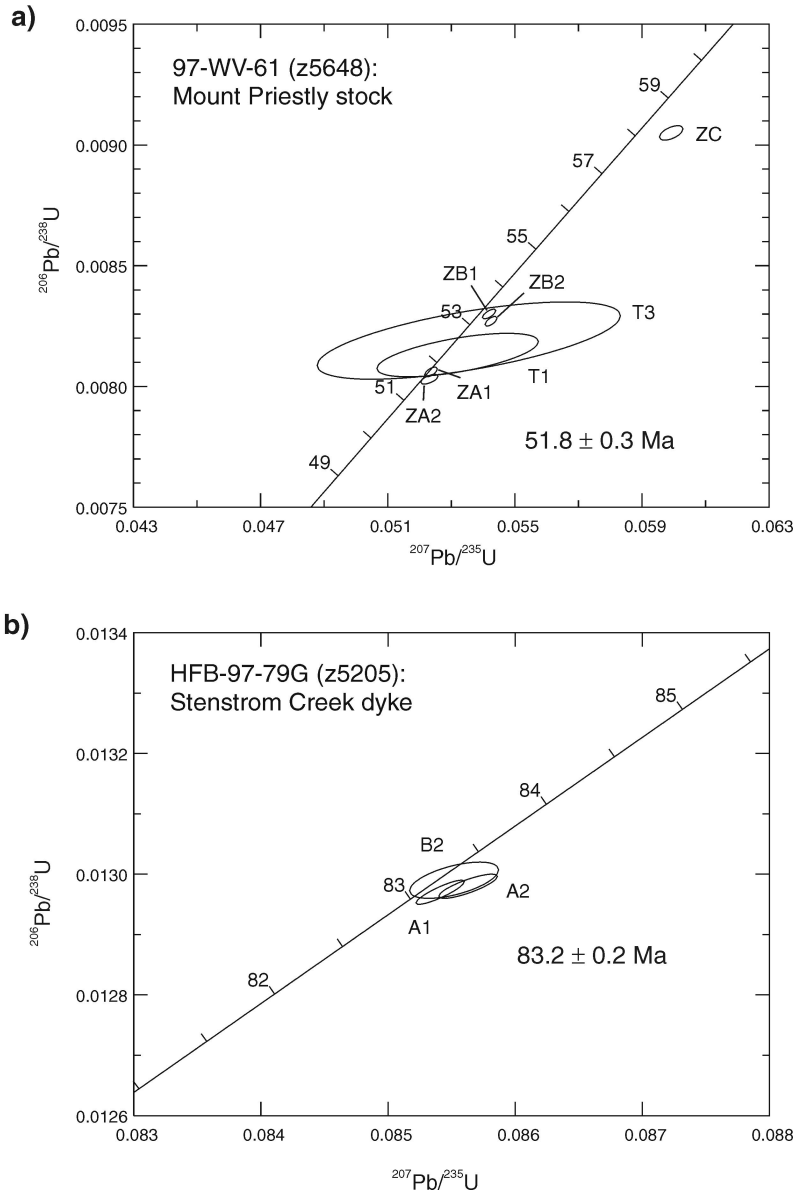 a)
0.0095
97-WV-61 (z5648):
Mount Priestly stock
59
ZC
0.0090
57
206Pb/238U
55
0.0085
ZB1
ZB2
53
T3
T1
0.0080
51
ZA1
ZA2
51.8 ± 0.3 Ma
49
0.0075
0.043 0.047 0.051 0.055 0.059 0.063
207Pb/235U
b)
0.0134
HFB-97-79G (z5205):
Stenstrom Creek dyke
85
0.0132
84
B2
0.0130
83
A2
206Pb/238U
A1
83.2 ± 0.2 Ma
82
0.0128
0.0126
0.083 0.084 0.085 0.086 0.087 0.088
207Pb/235U